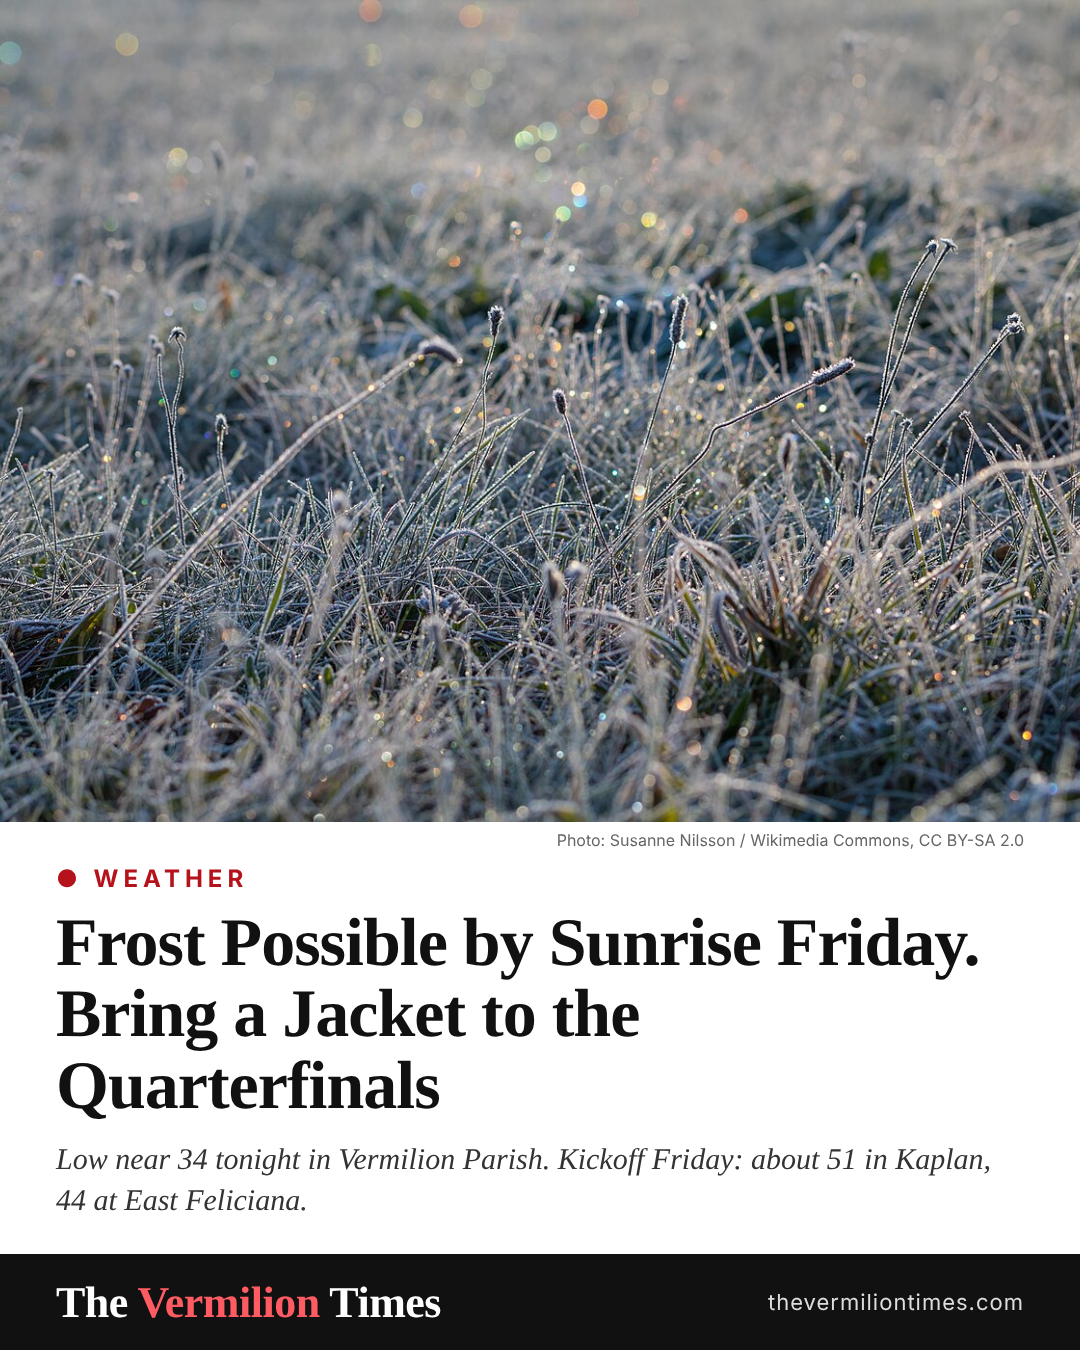 Photo: Susanne Nilsson / Wikimedia Commons, CC BY-SA 2.0
WEATHER
Frost Possible by Sunrise Friday.
Bring a Jacket to the
Quarterfinals
Low near 34 tonight in Vermilion Parish. Kickoff Friday: about 51 in Kaplan,
44 at East Feliciana.
The Vermilion Times
thevermiliontimes.com